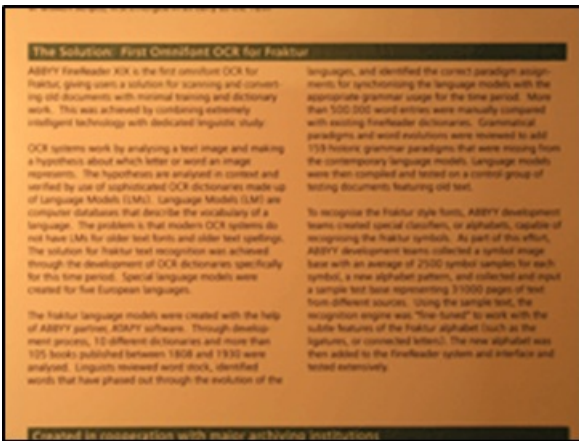 The Solution: First Omnifont OCR for Fraktur
ABBYY FineReader XIX is the first omnifont OCR for
Fraktur, giving users a solution for scanning and convert-
ing old documents with minimal training and dictionary
work. This was achieved by combining extremely
intelligent technology with dedicated linguistic study.
OCR systems work by analysing a text image and making
a hypothesis about which letter or word an image
represents. The hypotheses are analysed in context and
verified by use of sophisticated OCR dictionaries made up
of Language Models (LMs). Language Models (LM) are
computer databases that describe the vocabulary of a
language. The problem is that modern OCR systems do
not have LMs for older text fonts and older text spellings.
The solution for Fraktur text recognition was achieved
through the development of OCR dictionaries specifically
for this time period. Special language models were
created for five European languages.
The Fraktur language models were created with the help
of ABBYY partner, ATAPY software. Through develop-
ment process, 10 different dictionaries and more than
105 books published between 1808 and 1930 were
analysed. Linguists reviewed word stock, identified
words that have phased out through the evolution of the
languages, and identified the correct paradigm assign-
ments for synchronising the language models with the
appropriate grammar usage for the time period. More
than 500.000 word entries were manually compared
with existing FineReader dictionaries. Grammatical
paradigms and word evolutions were reviewed to add
159 historic grammar paradigms that were missing from
the contemporary language models. Language models
were then compiled and tested on a control group of
testing documents featuring old text.
To recognise the Fraktur style fonts, ABBYY development
teams created special classifiers, or alphabets, capable of
recognising the Fraktur symbols. As part of this effort,
ABBYY development teams collected a symbol image
base with an average of 2500 symbol samples for each
symbol, a new alphabet pattern, and collected and input
a sample text base representing 31000 pages of text
from different sources. Using the sample text, the
recognition engine was "fine-tuned" to work with the
subtle features of the Fraktur alphabet (such as the
ligatures, or connected letters). The new alphabet was
then added to the FineReader system and interface and
tested extensively.
Created in cooperation with major archiving institutions